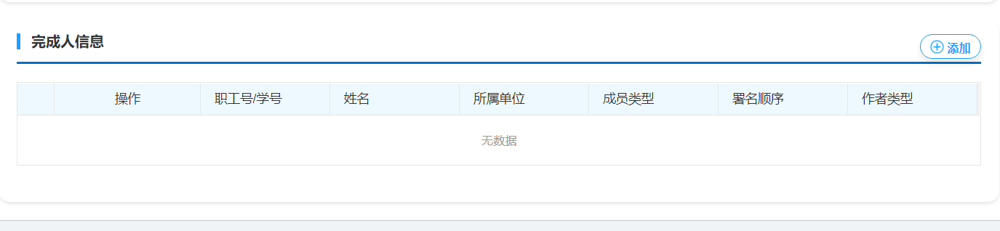 完成人信息
添加
操作 职工号/学号 姓名 所属单位 成员类型 署名顺序 作者类型
无数据